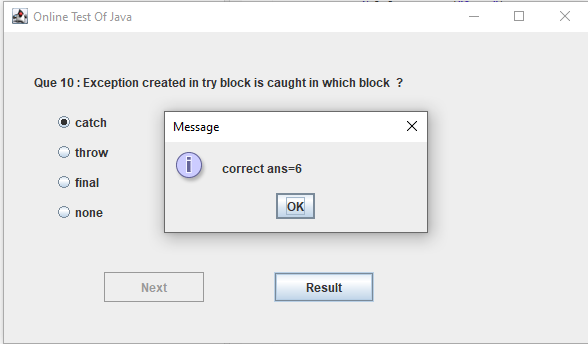 Online Test Of Java
Que 10 : Exception created in try block is caught in which block ?
catch
throw
final
none
Message
correct ans=6
OK
Next
Result